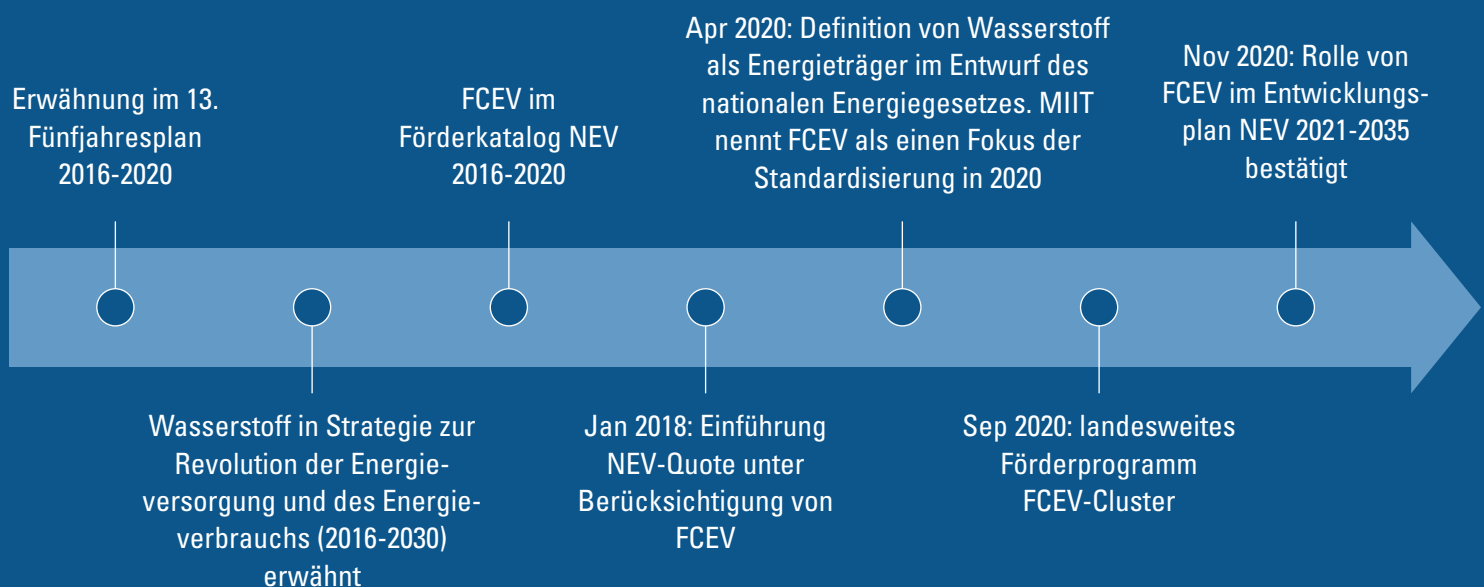 Erwähnung im 13.
Fünfjahresplan
2016-2020
Wasserstoff in Strategie zur
Revolution der Energie-
versorgung und des Energie-
verbrauchs (2016-2030)
erwähnt
FCEV im
Förderkatalog NEV
2016-2020
Jan 2018: Einführung
NEV-Quote unter
Berücksichtigung von
FCEV
Apr 2020: Definition von Wasserstoff
als Energieträger im Entwurf des
nationalen Energiegesetzes. MIIT
nennt FCEV als einen Fokus der
Standardisierung in 2020
Sep 2020: landesweites
Förderprogramm
FCEV-Cluster
Nov 2020: Rolle von
FCEV im Entwicklungs-
plan NEV 2021-2035
bestätigt